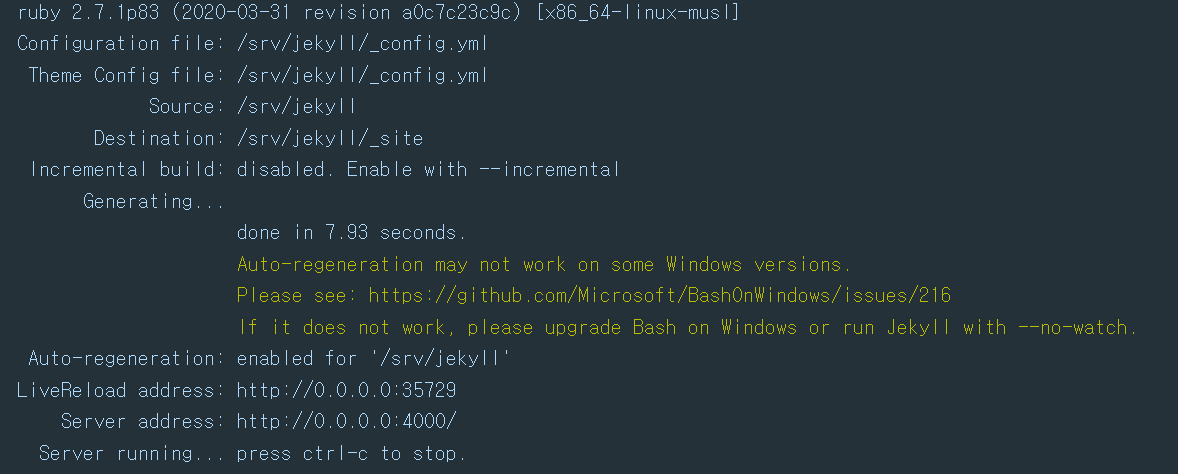 ruby 2.7.1p83 (2020-03-31 revision a0c7c23c9c) [x86_64-linux-musl]
Configuration file: /srv/jekyll/_config.yml
Theme Config file: /srv/jekyll/_config.yml
Source: /srv/jekyll
Destination: /srv/jekyll/_site
Incremental build: disabled. Enable with --incremental
Generating...
done in 7.93 seconds.
Auto-regeneration may not work on some Windows versions.
Please see: https://github.com/Microsoft/BashOnWindows/issues/216
If it does not work, please upgrade Bash on Windows or run Jekyll with --no-watch.
Auto-regeneration: enabled for '/srv/jekyll'
LiveReload address: http://0.0.0.0:35729
Server address: http://0.0.0.0:4000/
Server running... press ctrl-c to stop.